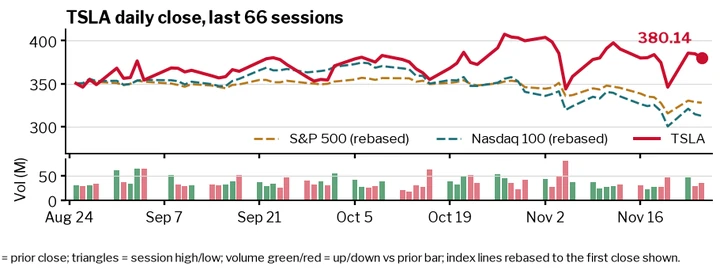 TSLA daily close, last 66 sessions
380.14
400
350
300
S&P 500 (rebased) Nasdaq 100 (rebased) TSLA
Vol (M)
50
0
Aug 24 Sep 7 Sep 21 Oct 5 Oct 19 Nov 2 Nov 16
= prior close; triangles = session high/low; volume green/red = up/down vs prior bar; index lines rebased to the first close shown.